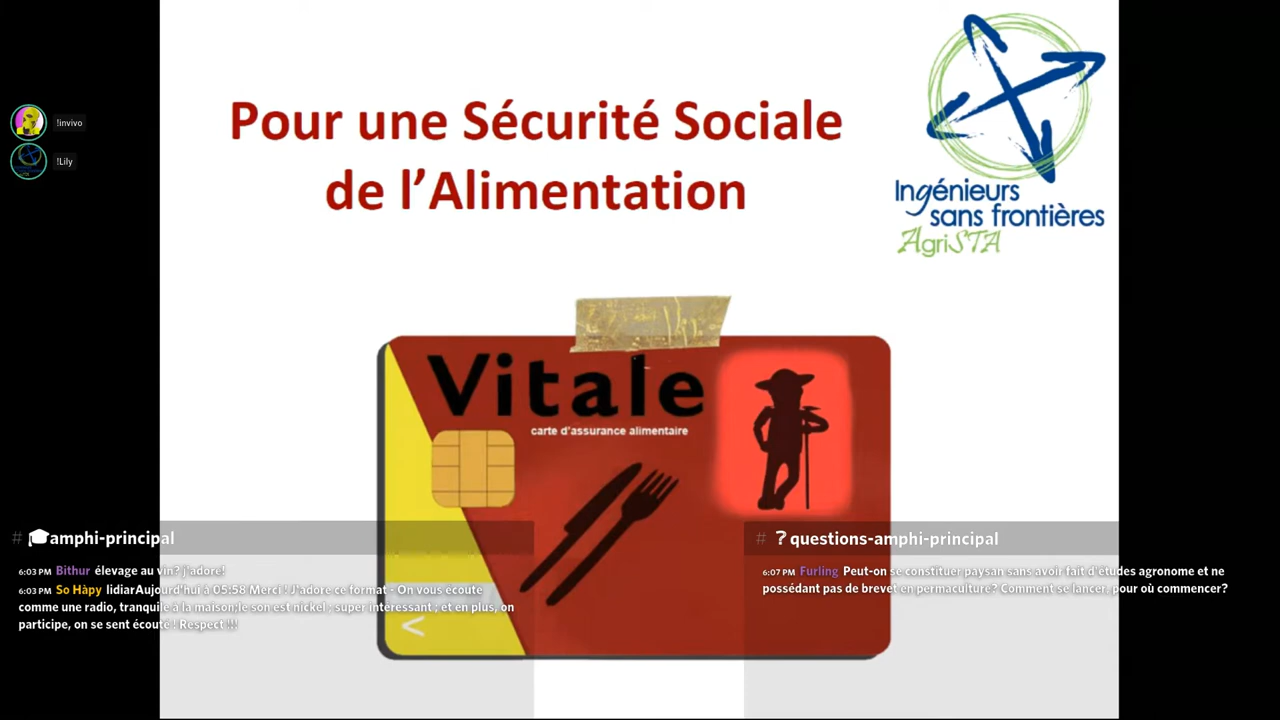 Pour une Sécurité Sociale
de l’Alimentation
Ingénieurs
sans frontières
AgriSTA
!invivo
!Lily
Vitale
carte d'assurance alimentaire
<
# 🎓amphi-principal
6:03 PM Bithur élevage au vin? j'adore!
6:03 PM So Hàpy lidiarAujourd'hui à 05:58 Merci ! J'adore ce format - On vous écoute
comme une radio, tranquile à la maison;le son est nickel ; super interessant ; et en plus, on
participe, on se sent écouté ! Respect !!!
# ❔questions-amphi-principal
6:07 PM Furling Peut-on se constituer paysan sans avoir fait d'études agronome et ne
possédant pas de brevet en permaculture? Comment se lancer, pour où commencer?